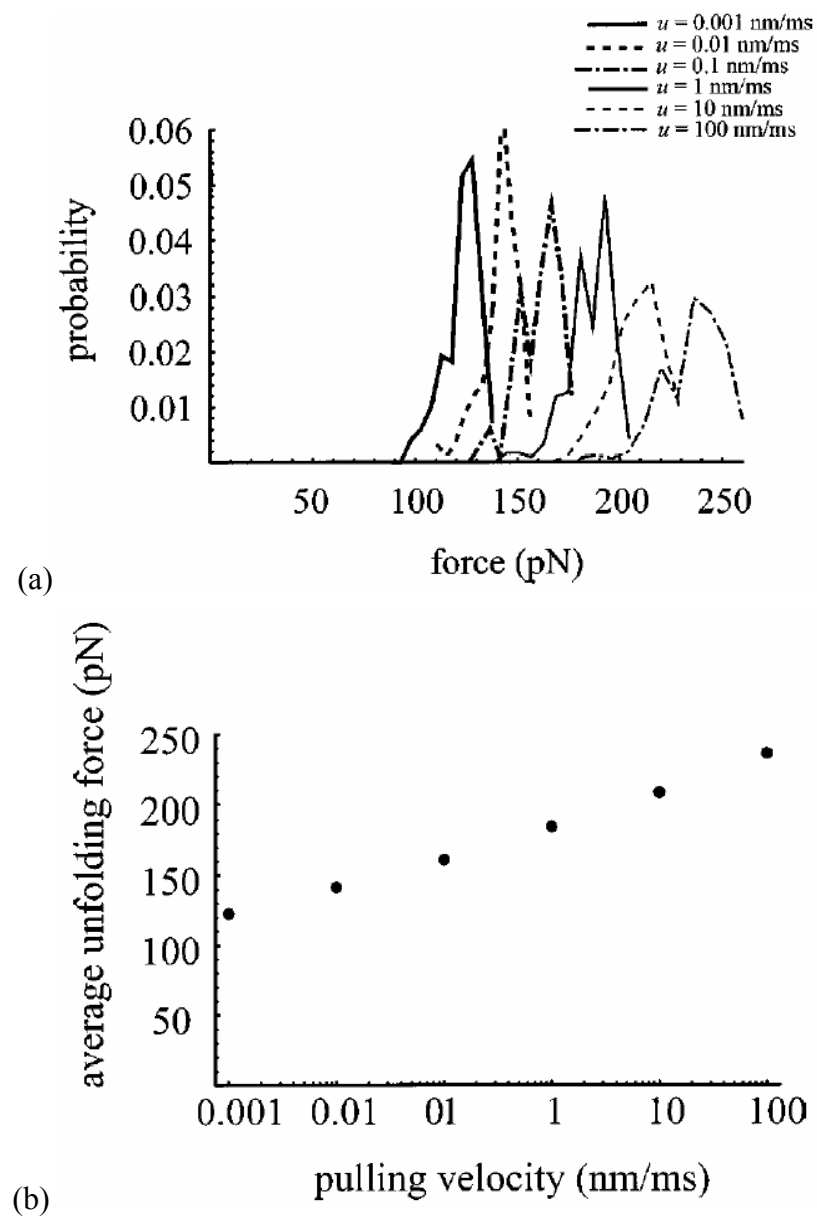 u = 0.001 nm/ms
u = 0.01 nm/ms
u = 0.1 nm/ms
u = 1 nm/ms
u = 10 nm/ms
u = 100 nm/ms
0.06
0.05
0.04
0.03
0.02
0.01
probability
50 100 150 200 250
force (pN)
(a)
250
200
150
100
50
average unfolding force (pN)
0.001 0.01 01 1 10 100
pulling velocity (nm/ms)
(b)